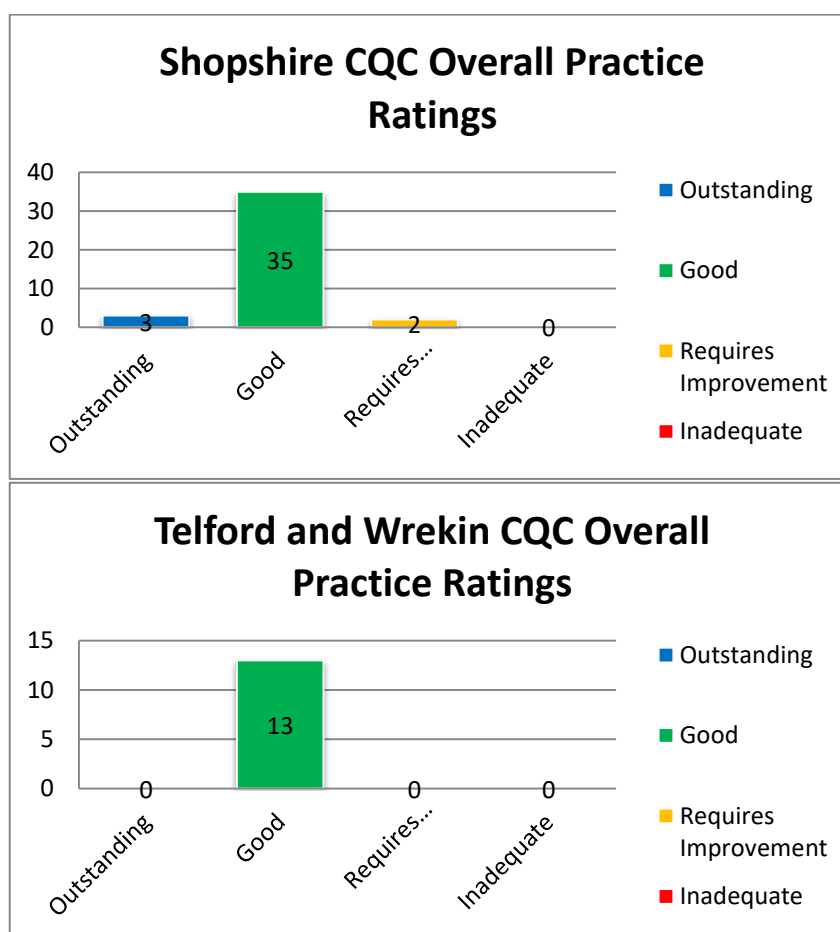 Shopshire CQC Overall Practice
Ratings
40
30
20
10
0
3
35
2
0
Outstanding
Good
Requires...
Inadequate
Outstanding
Good
Requires
Improvement
Inadequate
Telford and Wrekin CQC Overall
Practice Ratings
15
10
5
0
0
13
0
0
Outstanding
Good
Requires...
Inadequate
Outstanding
Good
Requires
Improvement
Inadequate